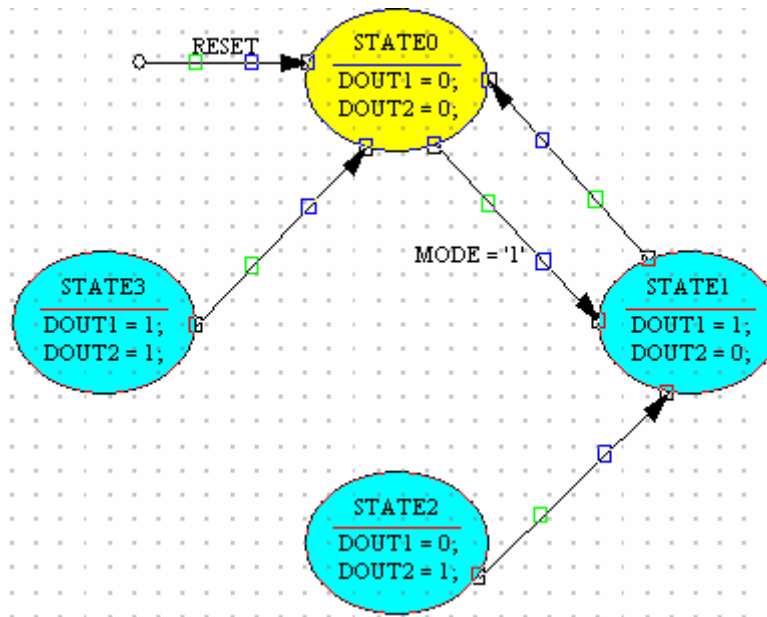 RESET
STATE0
DOUT1 = 0;
DOUT2 = 0;
MODE = '1'
STATE3
DOUT1 = 1;
DOUT2 = 1;
STATE1
DOUT1 = 1;
DOUT2 = 0;
STATE2
DOUT1 = 0;
DOUT2 = 1;